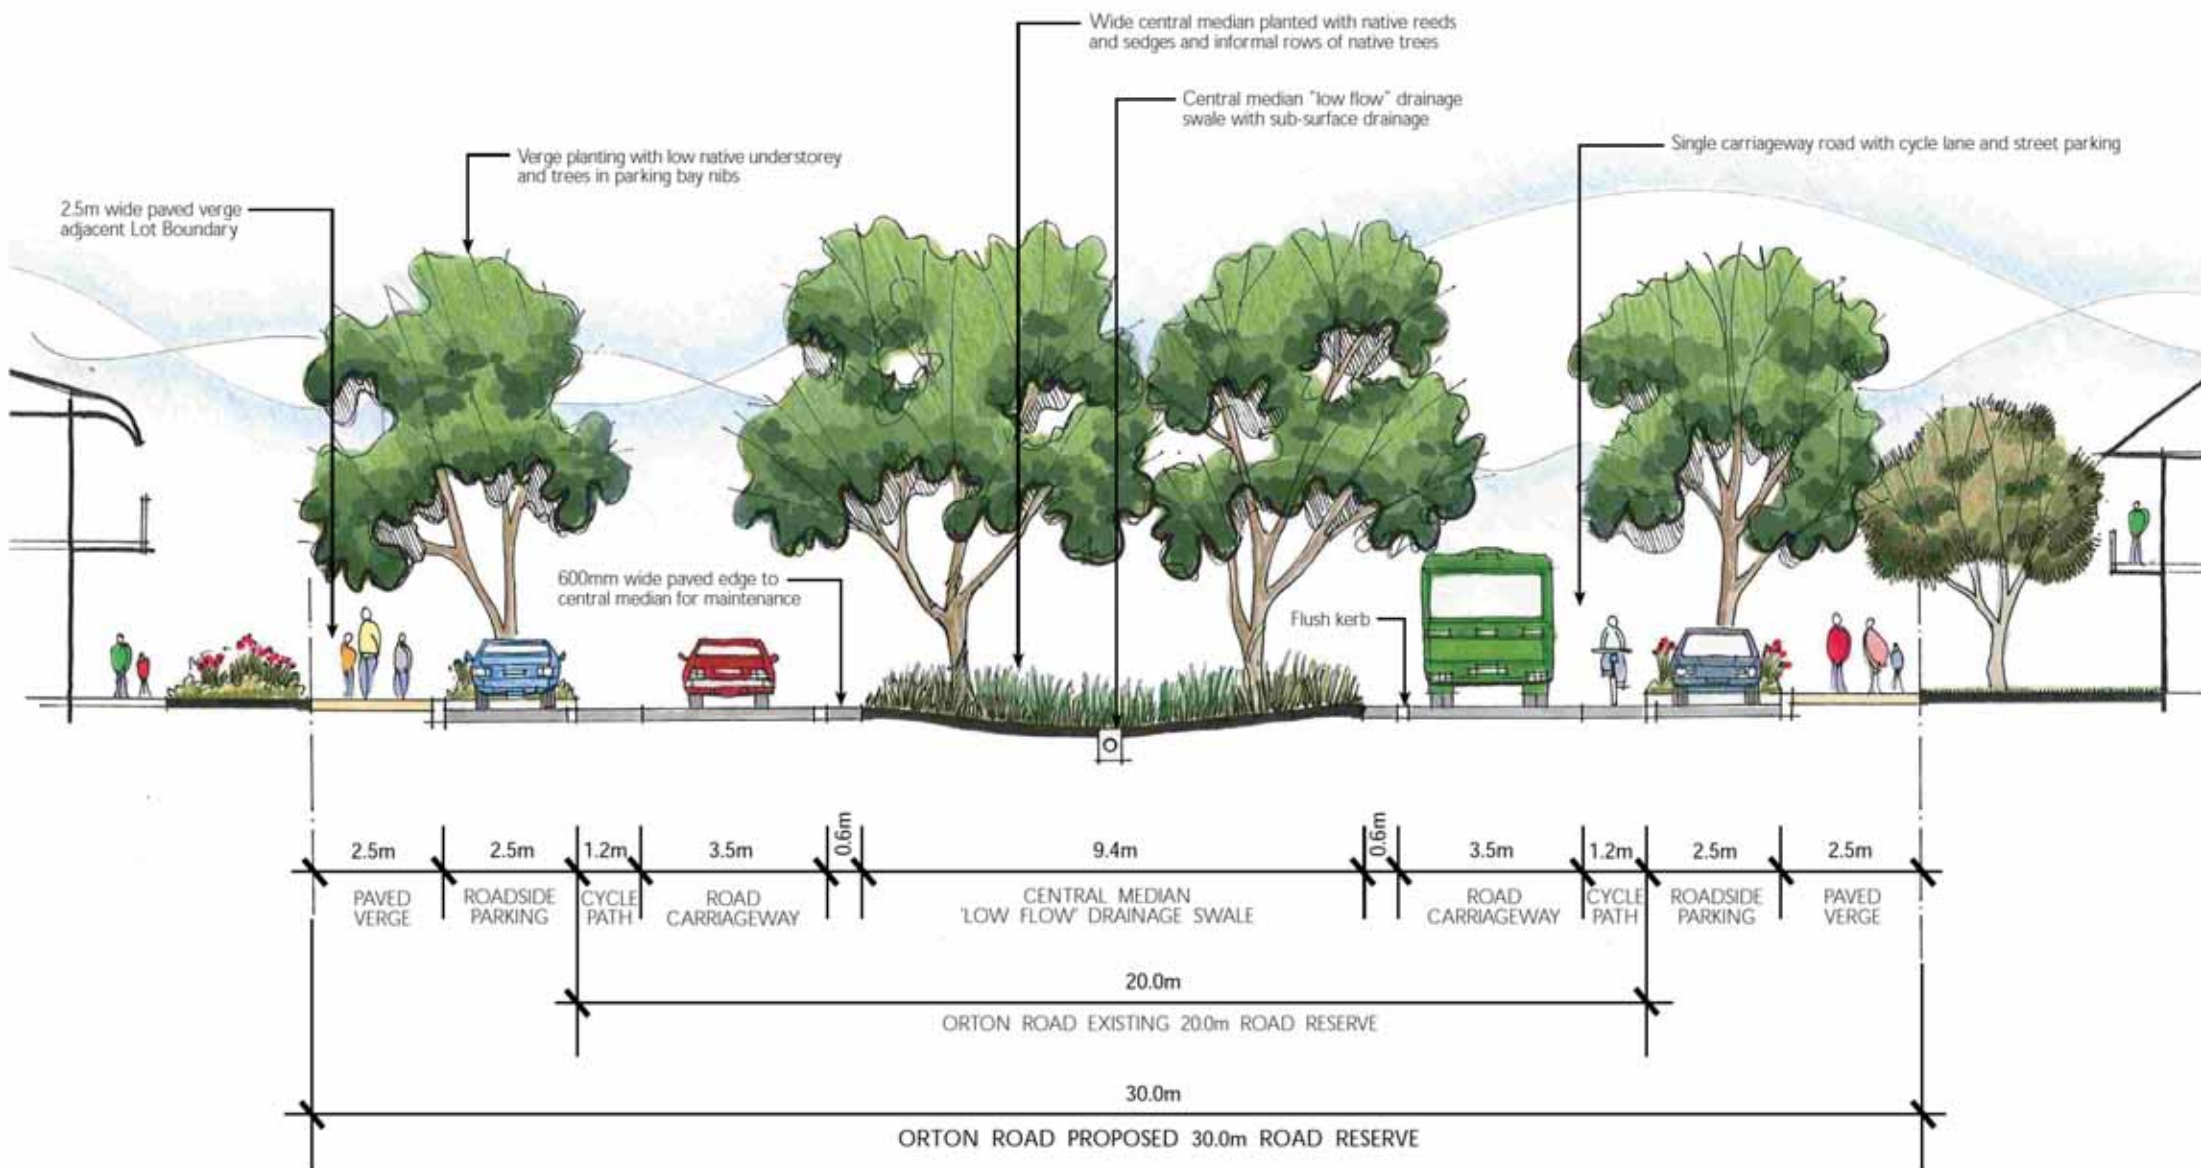 Wide central median planted with native reeds
and sedges and informal rows of native trees
Central median "low flow" drainage
swale with sub-surface drainage
Single carriageway road with cycle lane and street parking
Verge planting with low native understorey
and trees in parking bay nibs
2.5m wide paved verge
adjacent Lot Boundary
600mm wide paved edge to
central median for maintenance
Flush kerb
2.5m
2.5m
1.2m
3.5m
0.6m
9.4m
0.6m
3.5m
1.2m
2.5m
2.5m
PAVED
VERGE
ROADSIDE
PARKING
CYCLE
PATH
ROAD
CARRIAGEWAY
CENTRAL MEDIAN
'LOW FLOW' DRAINAGE SWALE
ROAD
CARRIAGEWAY
CYCLE
PATH
ROADSIDE
PARKING
PAVED
VERGE
20.0m
ORTON ROAD EXISTING 20.0m ROAD RESERVE
30.0m
ORTON ROAD PROPOSED 30.0m ROAD RESERVE